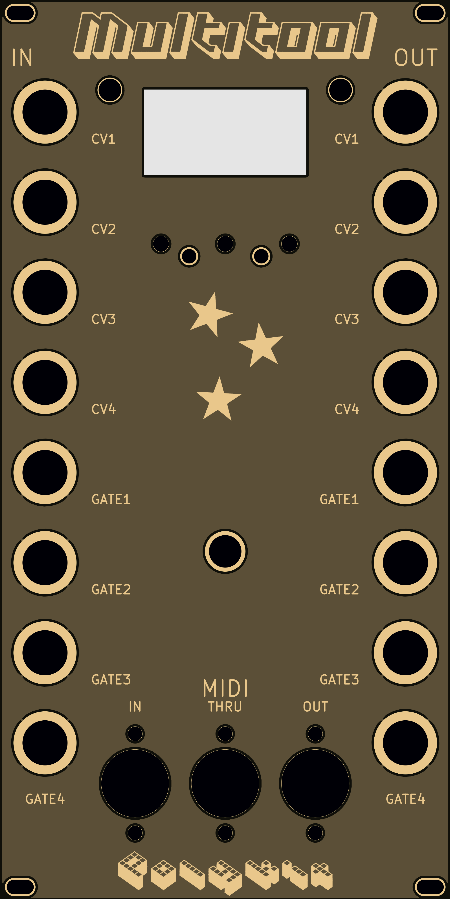 Multitool
IN
OUT
CV1
CV1
CV2
CV2
CV3
CV3
CV4
CV4
GATE1
GATE1
GATE2
GATE2
GATE3
GATE3
MIDI
IN
THRU
OUT
GATE4
GATE4